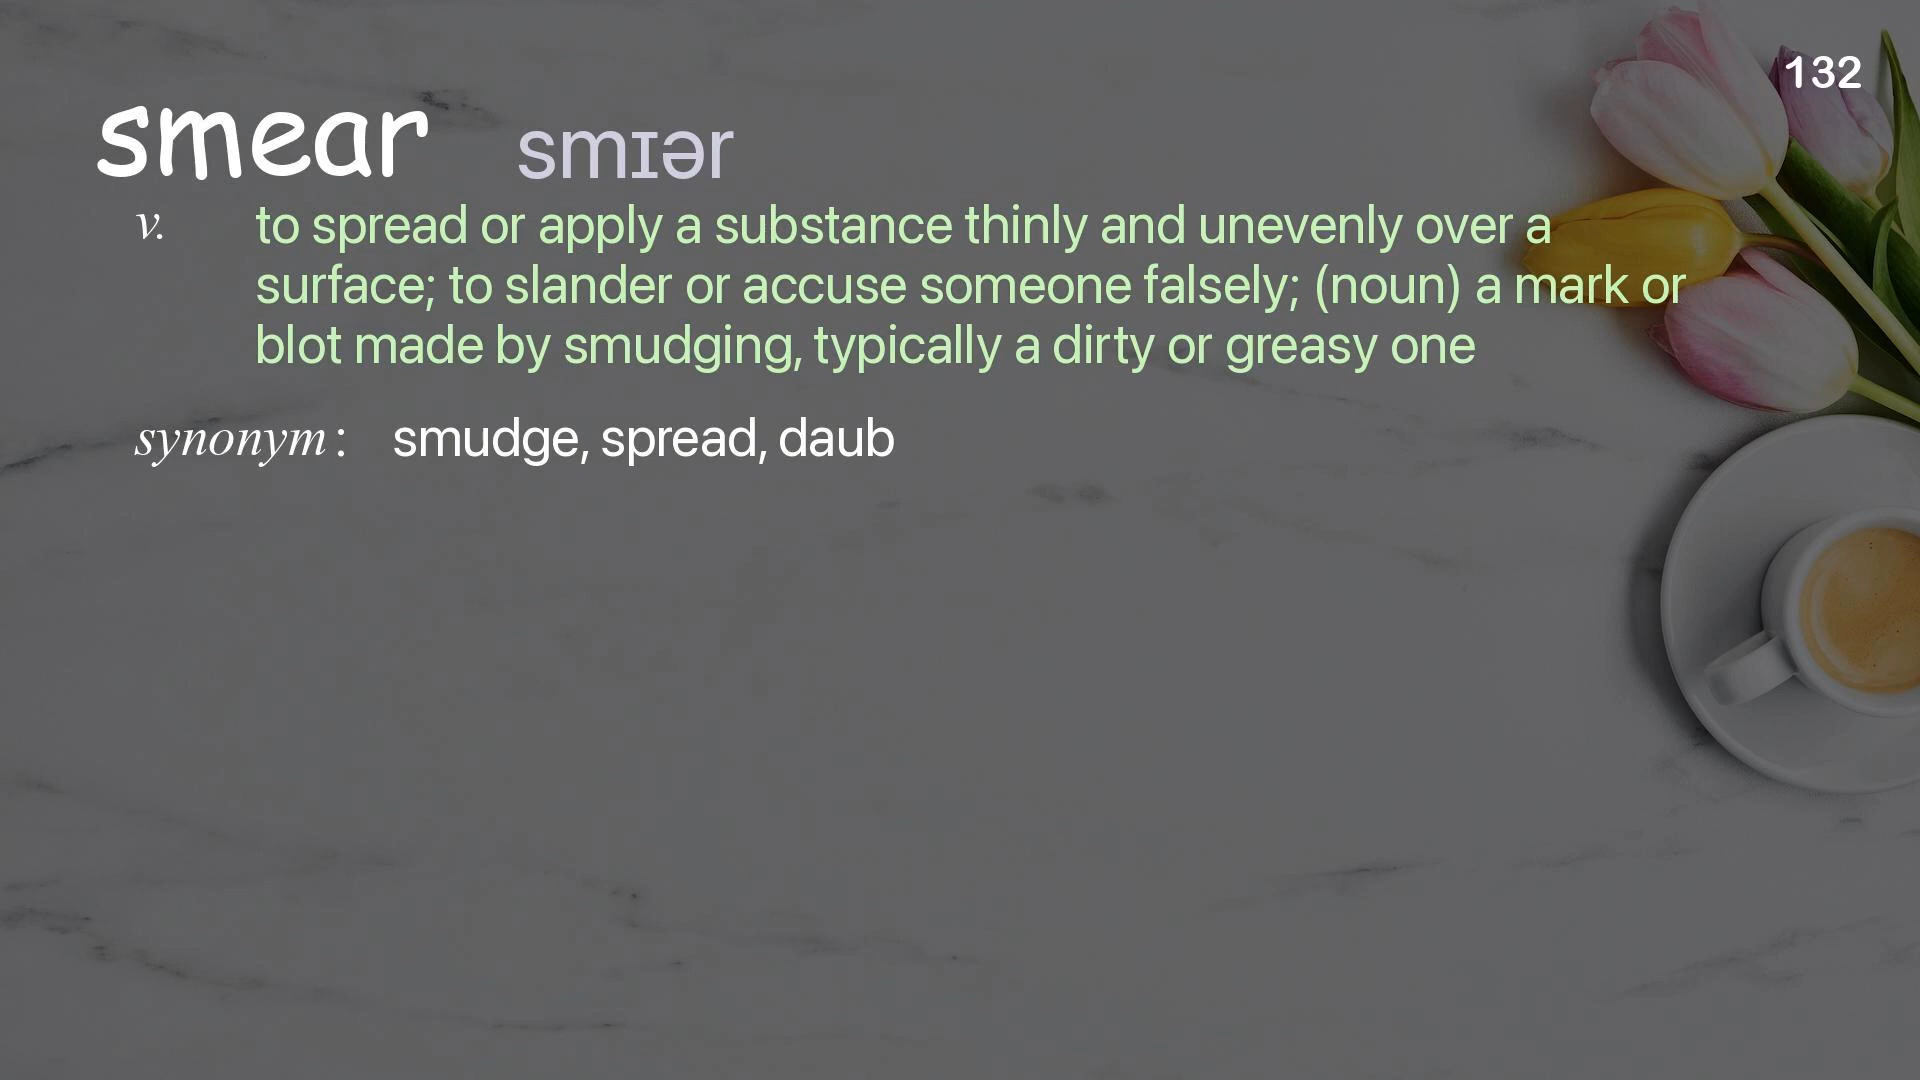 132
smear smɪər
v. to spread or apply a substance thinly and unevenly over a
surface; to slander or accuse someone falsely; (noun) a mark or
blot made by smudging, typically a dirty or greasy one
synonym : smudge, spread, daub